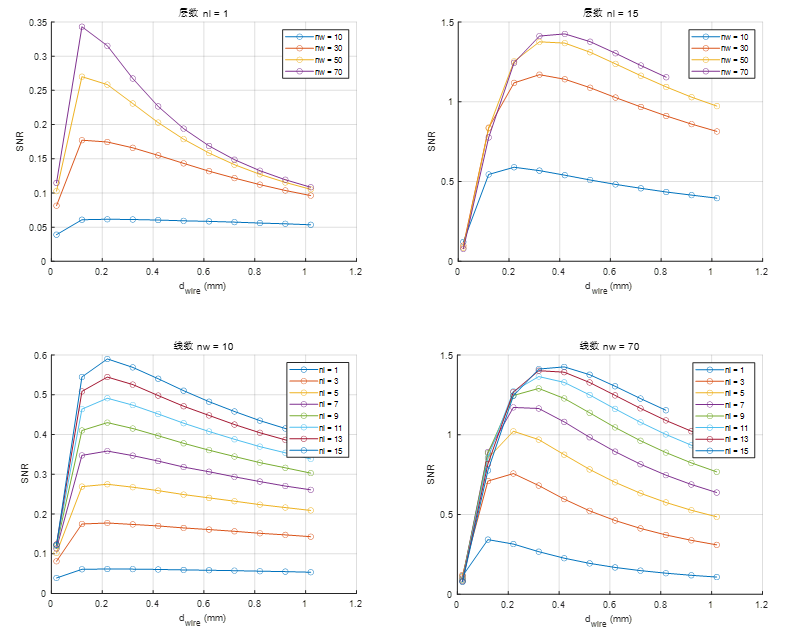 层数 nl = 1
0.35
0.3
0.25
0.2
0.15
0.1
0.05
0
SNR
0 0.2 0.4 0.6 0.8 1 1.2
d_wire (mm)
nw = 10
nw = 30
nw = 50
nw = 70
层数 nl = 15
1.5
1
0.5
0
SNR
0 0.2 0.4 0.6 0.8 1 1.2
d_wire (mm)
nw = 10
nw = 30
nw = 50
nw = 70
线数 nw = 10
0.6
0.5
0.4
0.3
0.2
0.1
0
SNR
0 0.2 0.4 0.6 0.8 1 1.2
d_wire (mm)
nl = 1
nl = 3
nl = 5
nl = 7
nl = 9
nl = 11
nl = 13
nl = 15
线数 nw = 70
1.5
1
0.5
0
SNR
0 0.2 0.4 0.6 0.8 1 1.2
d_wire (mm)
nl = 1
nl = 3
nl = 5
nl = 7
nl = 9
nl = 11
nl = 13
nl = 15